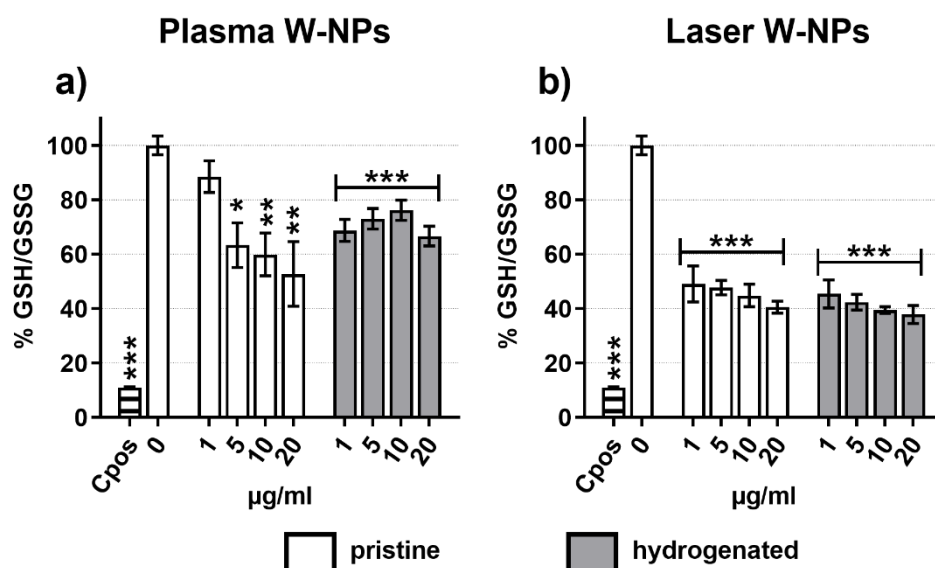 Plasma W-NPs
a)
% GSH/GSSG
100
80
60
40
20
0
***
*
**
**
***
Cpos 0 1 5 10 20 1 5 10 20
µg/ml
Laser W-NPs
b)
% GSH/GSSG
100
80
60
40
20
0
***
***
***
Cpos 0 1 5 10 20 1 5 10 20
µg/ml
pristine
hydrogenated